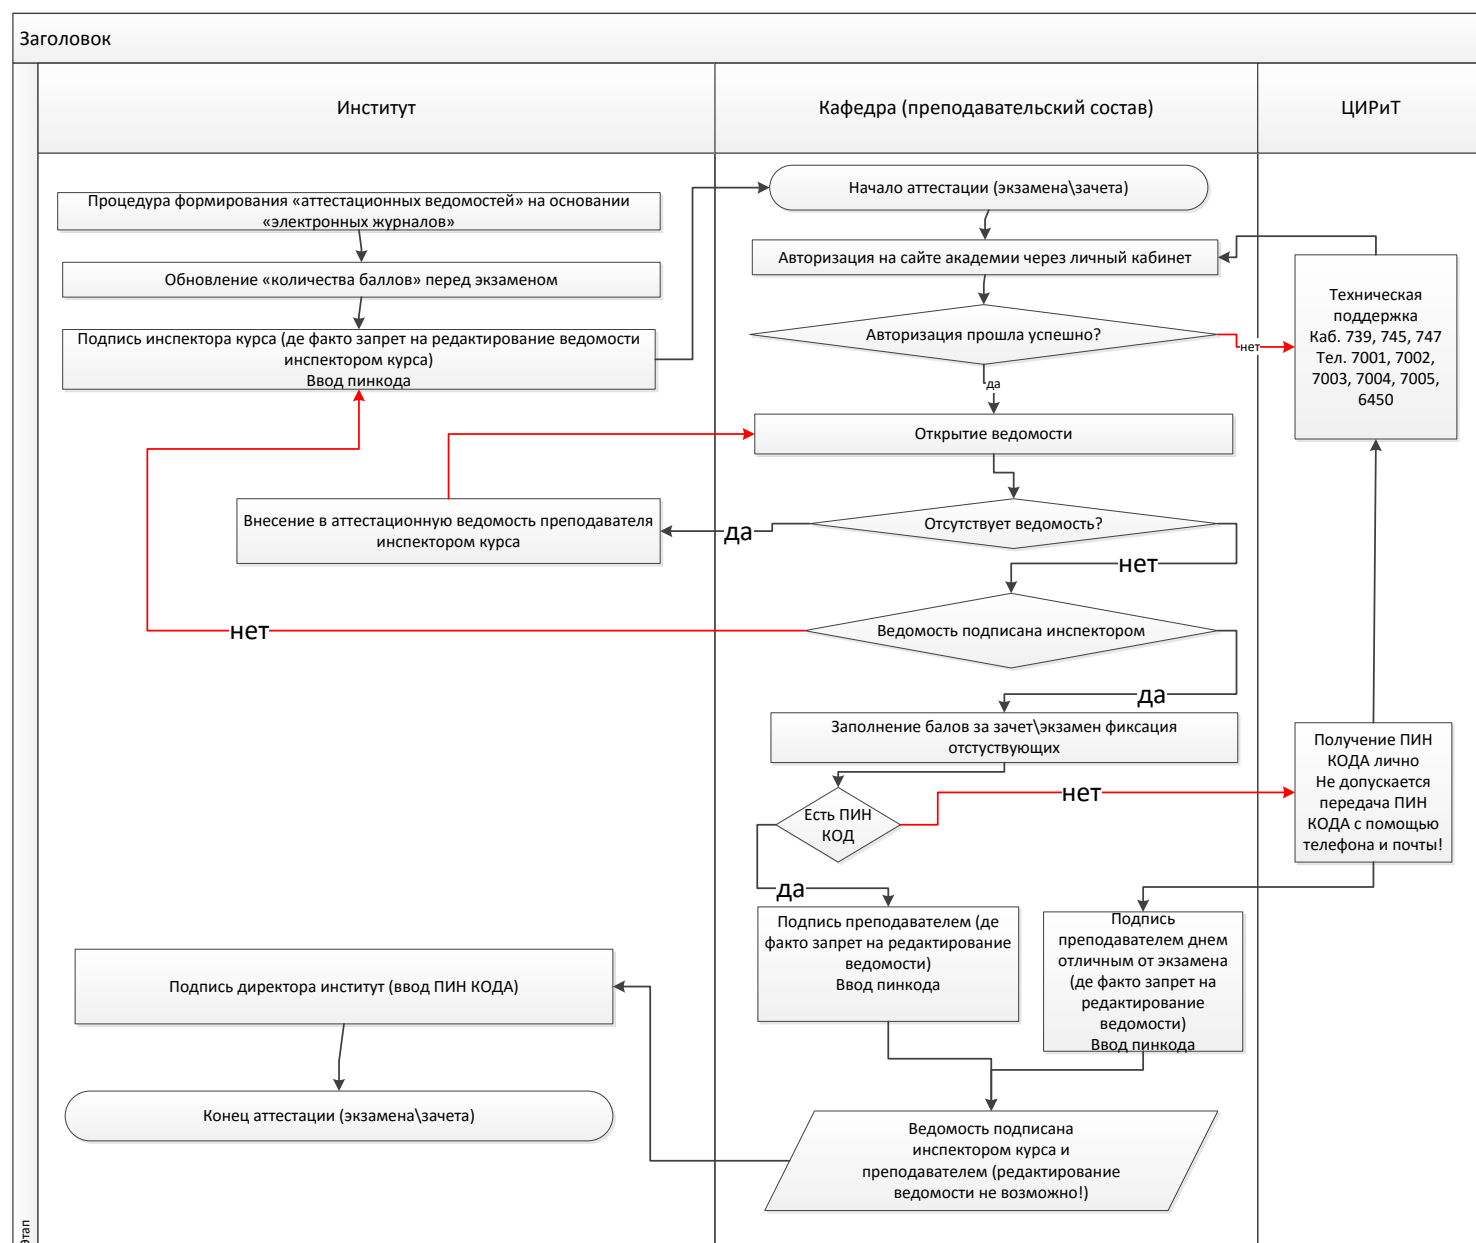 Заголовок
Институт
Кафедра (преподавательский состав)
ЦИРиТ
Процедура формирования «аттестационных ведомостей» на основании
«электронных журналов»
Обновление «количества баллов» перед экзаменом
Подпись инспектора курса (де факто запрет на редактирование ведомости
инспектором курса)
Ввод пинкода
Начало аттестации (экзамена\зачета)
Авторизация на сайте академии через личный кабинет
Авторизация прошла успешно?
нет
Техническая
поддержка
Каб. 739, 745, 747
Тел. 7001, 7002,
7003, 7004, 7005,
6450
да
Открытие ведомости
Отсутствует ведомость?
да
Внесение в аттестационную ведомость преподавателя
инспектором курса
нет
Ведомость подписана инспектором
нет
да
Заполнение балов за зачет\экзамен фиксация
отстуствующих
Есть ПИН
КОД
нет
Получение ПИН
КОДА лично
Не допускается
передача ПИН
КОДА с помощью
телефона и почты!
да
Подпись преподавателем (де
факто запрет на редактирование
ведомости)
Ввод пинкода
Подпись
преподавателем днем
отличным от экзамена
(де факто запрет на
редактирование
ведомости)
Ввод пинкода
Подпись директора институт (ввод ПИН КОДА)
Конец аттестации (экзамена\зачета)
Ведомость подписана
инспектором курса и
преподавателем (редактирование
ведомости не возможно!)
Этап